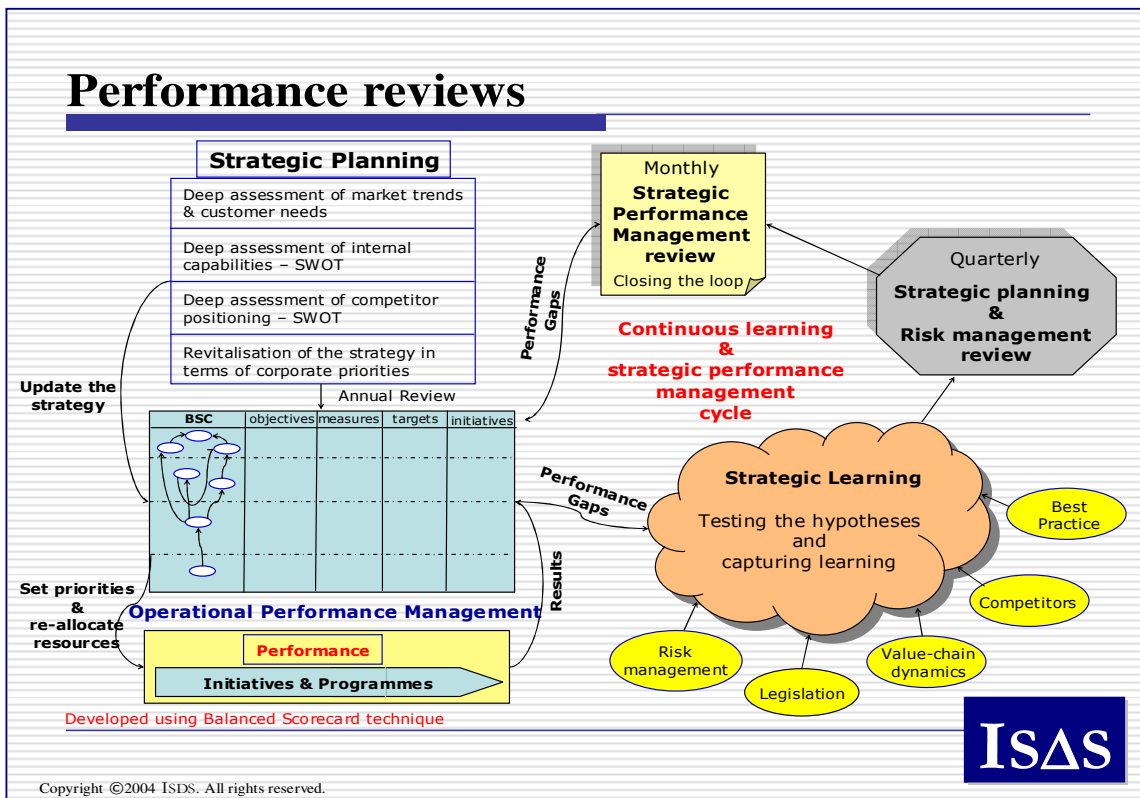 Performance reviews
Strategic Planning
Deep assessment of market trends
& customer needs
Deep assessment of internal
capabilities – SWOT
Deep assessment of competitor
positioning – SWOT
Revitalisation of the strategy in
terms of corporate priorities
Update the
strategy
Annual Review
BSC
objectives
measures
targets
initiatives
Set priorities
&
re-allocate
resources
Operational Performance Management
Performance
Initiatives & Programmes
Results
Developed using Balanced Scorecard technique
Performance
Gaps
Monthly
Strategic
Performance
Management
review
Closing the loop
Quarterly
Strategic planning
&
Risk management
review
Continuous learning
&
strategic performance
management
cycle
Performance
Gaps
Strategic Learning
Testing the hypotheses
and
capturing learning
Best
Practice
Competitors
Value-chain
dynamics
Legislation
Risk
management
ISΔS
Copyright ©2004 ISDS. All rights reserved.